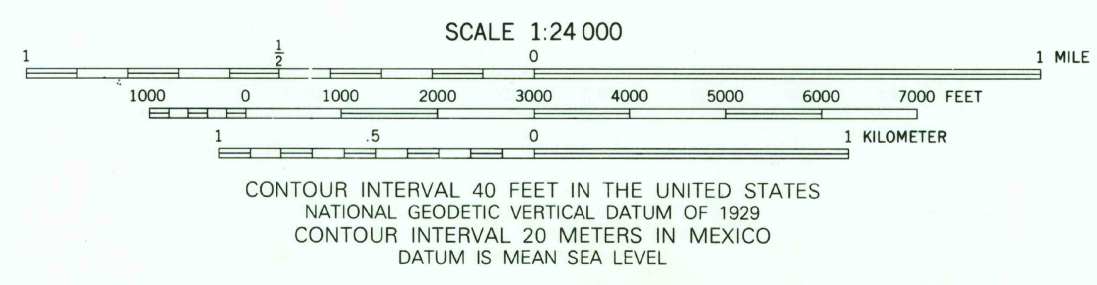 SCALE 1:24 000
1 1/2 0 1 MILE
1000 0 1000 2000 3000 4000 5000 6000 7000 FEET
1 .5 0 1 KILOMETER
CONTOUR INTERVAL 40 FEET IN THE UNITED STATES
NATIONAL GEODETIC VERTICAL DATUM OF 1929
CONTOUR INTERVAL 20 METERS IN MEXICO
DATUM IS MEAN SEA LEVEL